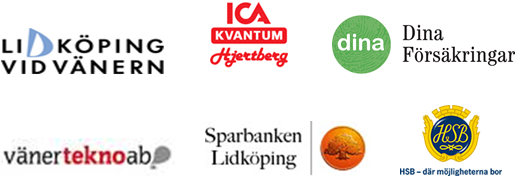 LIDKÖPING
VID VÄNERN
ICA
KVANTUM
Hjertberg
dina
Dina
Försäkringar
vänerteknoab
Sparbanken
Lidköping
HSB
HSB – där möjligheterna bor